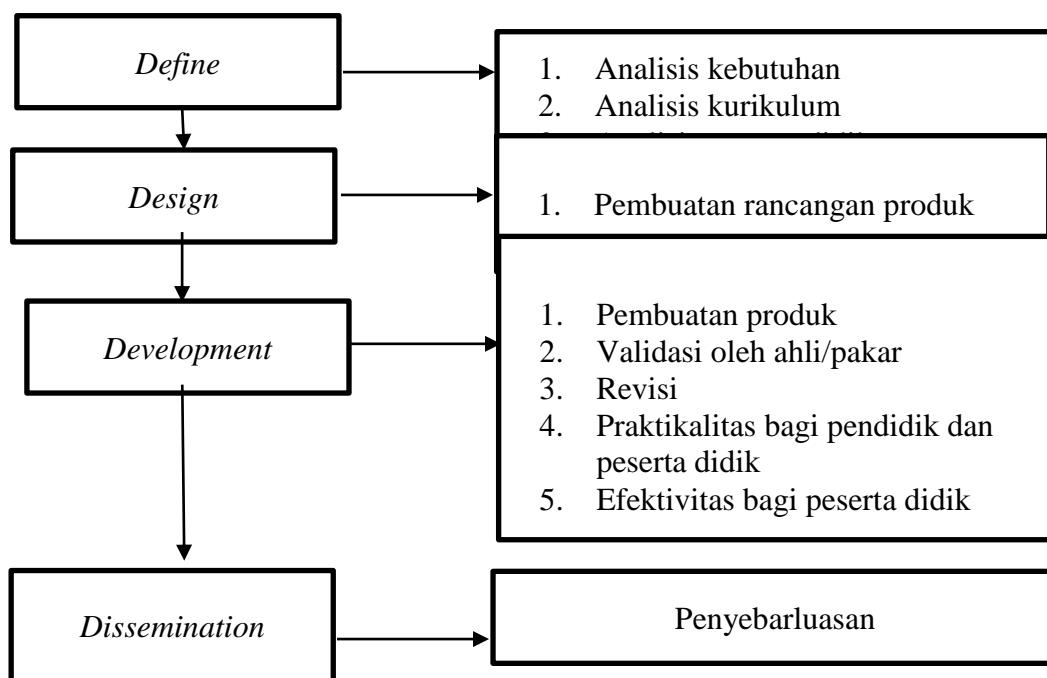 Define
1. Analisis kebutuhan
2. Analisis kurikulum
Design
1. Pembuatan rancangan produk
Development
1. Pembuatan produk
2. Validasi oleh ahli/pakar
3. Revisi
4. Praktikalitas bagi pendidik dan
peserta didik
5. Efektivitas bagi peserta didik
Dissemination
Penyebarluasan